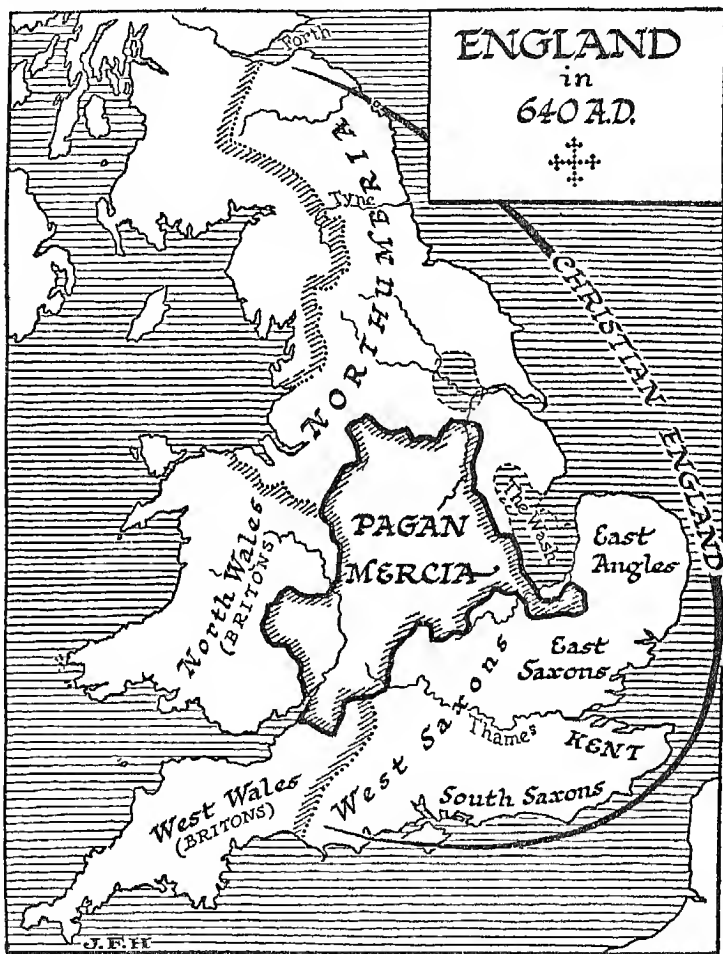 ENGLAND
in
640 A.D.
Forth
Tyne
NORTHUMBRIA
CHRISTIAN ENGLAND
PAGAN
MERCIA
The Wash
East
Angles
North Wales
(BRITONS)
East
Saxons
West Saxons
Thames
KENT
South Saxons
West Wales
(BRITONS)
J.F.H